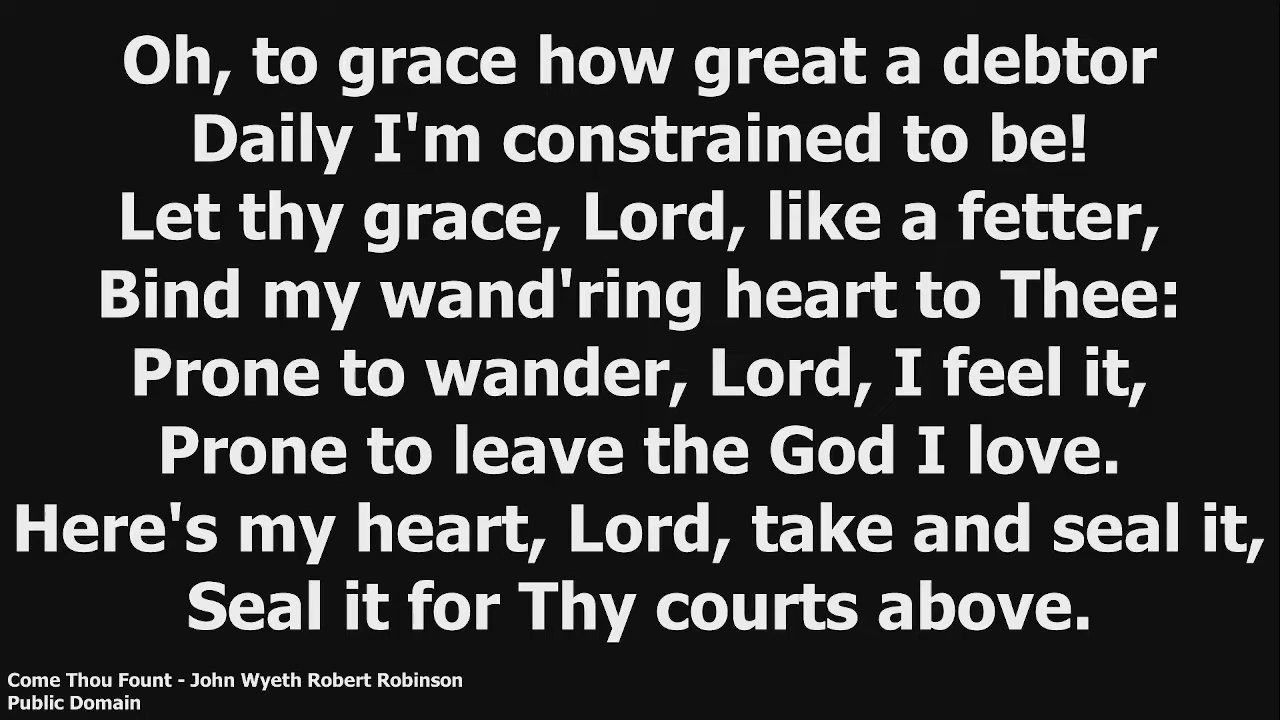 Oh, to grace how great a debtor
Daily I'm constrained to be!
Let thy grace, Lord, like a fetter,
Bind my wand'ring heart to Thee:
Prone to wander, Lord, I feel it,
Prone to leave the God I love.
Here's my heart, Lord, take and seal it,
Seal it for Thy courts above.
Come Thou Fount - John Wyeth Robert Robinson
Public Domain